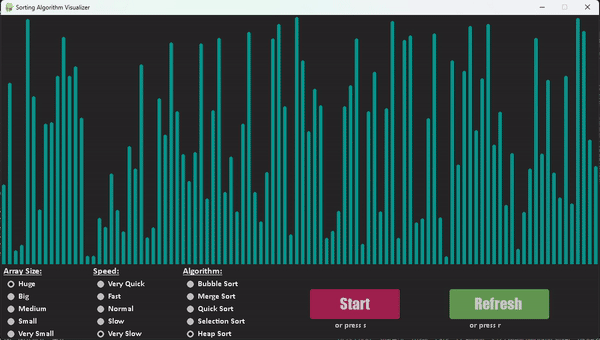 Sorting Algorithm Visualizer
Array Size: Speed: Algorithm:
Huge Very Quick Bubble Sort
Big Fast Merge Sort
Medium Normal Quick Sort
Small Slow Selection Sort
Very Small Very Slow Heap Sort
Start Refresh
or press s or press r